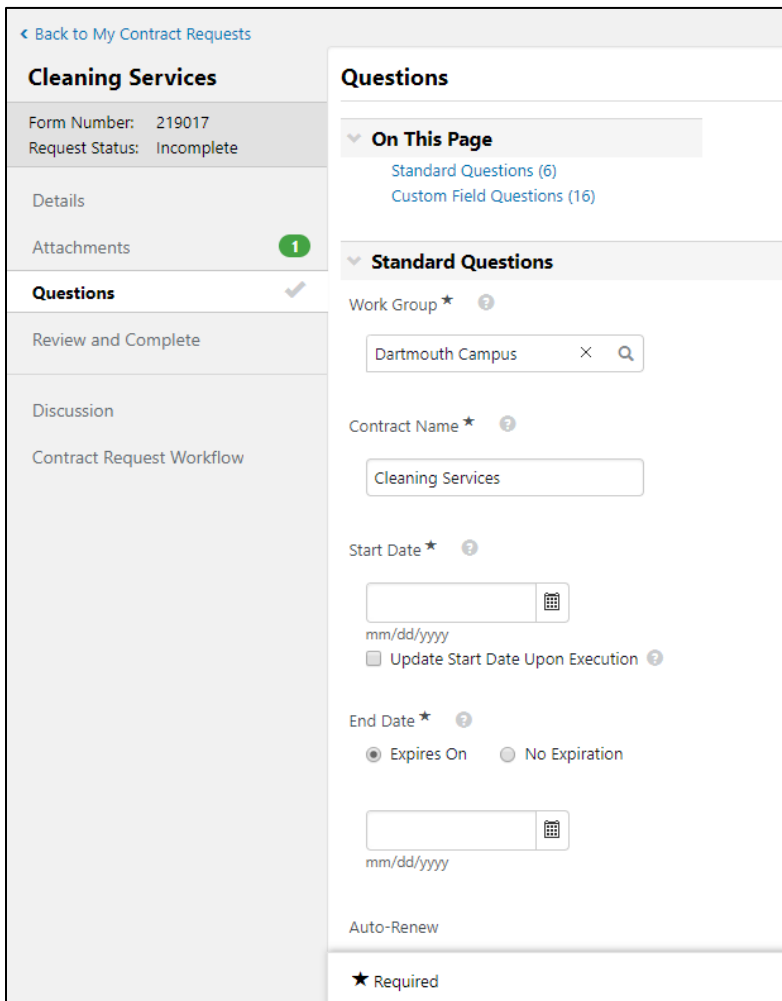 Back to My Contract Requests
Cleaning Services
Form Number: 219017
Request Status: Incomplete
Details
Attachments 1
Questions
Review and Complete
Discussion
Contract Request Workflow
Questions
On This Page
Standard Questions (6)
Custom Field Questions (16)
Standard Questions
Work Group ★ ?
Dartmouth Campus
Contract Name ★ ?
Cleaning Services
Start Date ★ ?
mm/dd/yyyy
Update Start Date Upon Execution ?
End Date ★ ?
Expires On No Expiration
mm/dd/yyyy
Auto-Renew
★ Required